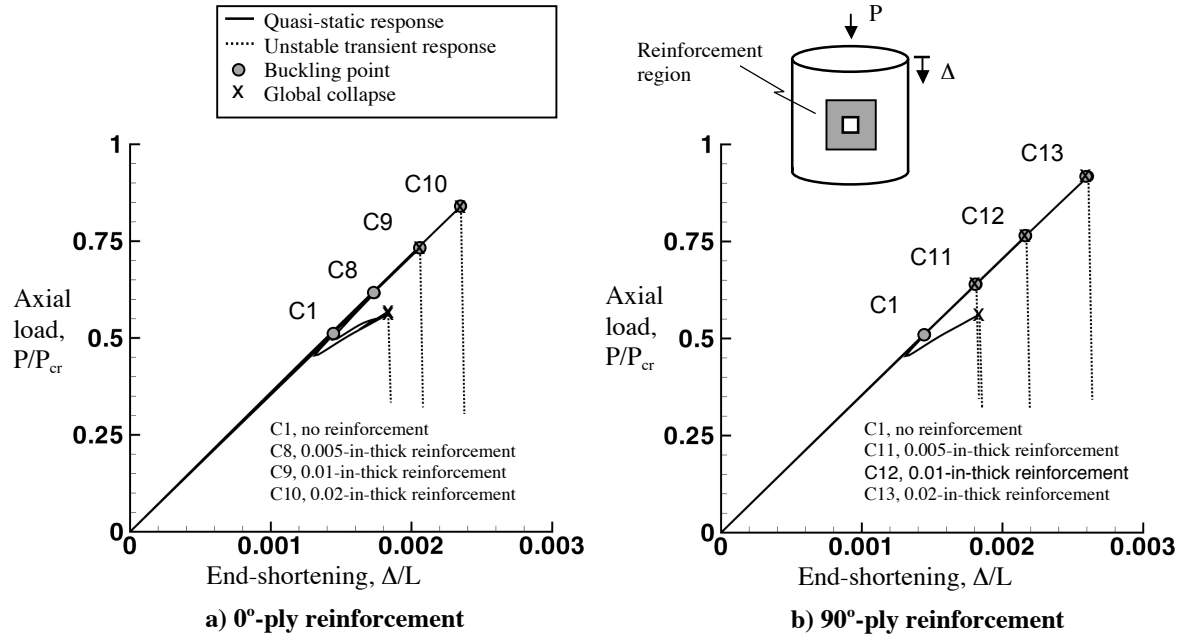 Quasi-static response
Unstable transient response
Buckling point
Global collapse
P
Reinforcement
region
Δ
1
0.75
0.5
0.25
0
Axial
load,
P/Pcr
C10
C9
C8
C1
C1, no reinforcement
C8, 0.005-in-thick reinforcement
C9, 0.01-in-thick reinforcement
C10, 0.02-in-thick reinforcement
0 0.001 0.002 0.003
End-shortening, Δ/L
a) 0º-ply reinforcement
1
0.75
0.5
0.25
0
Axial
load,
P/Pcr
C13
C12
C11
C1
C1, no reinforcement
C11, 0.005-in-thick reinforcement
C12, 0.01-in-thick reinforcement
C13, 0.02-in-thick reinforcement
0 0.001 0.002 0.003
End-shortening, Δ/L
b) 90º-ply reinforcement